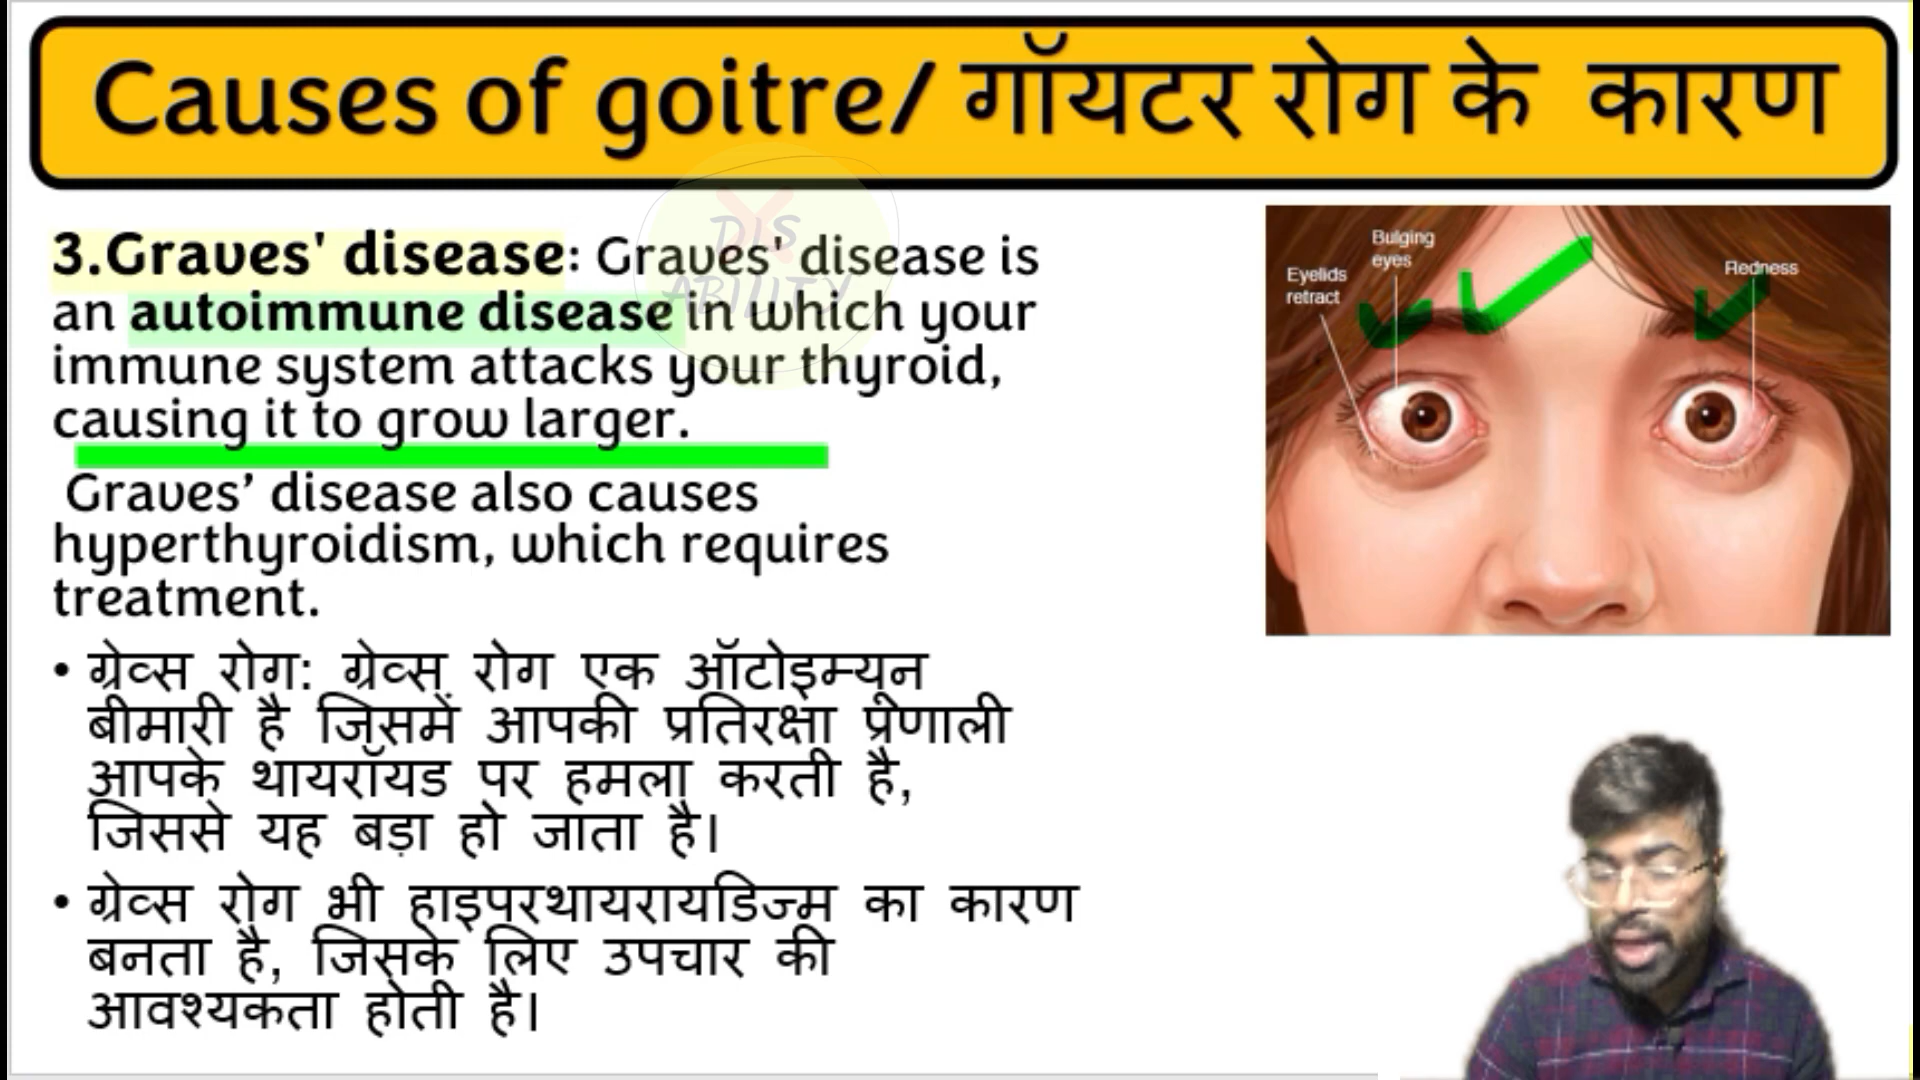 Causes of goitre/ गॉयटर रोग के कारण
3.Graves' disease: Graves' disease is
an autoimmune disease in which your
immune system attacks your thyroid,
causing it to grow larger.
Graves’ disease also causes
hyperthyroidism, which requires
treatment.
• ग्रेव्स रोग: ग्रेव्स रोग एक ऑटोइम्यून
बीमारी है जिसमें आपकी प्रतिरक्षा प्रणाली
आपके थायरॉयड पर हमला करती है,
जिससे यह बड़ा हो जाता है।
• ग्रेव्स रोग भी हाइपरथायरायडिज्म का कारण
बनता है, जिसके लिए उपचार की
आवश्यकता होती है।
Bulging
eyes
Eyelids
retract
Redness
DIS
ABILITY